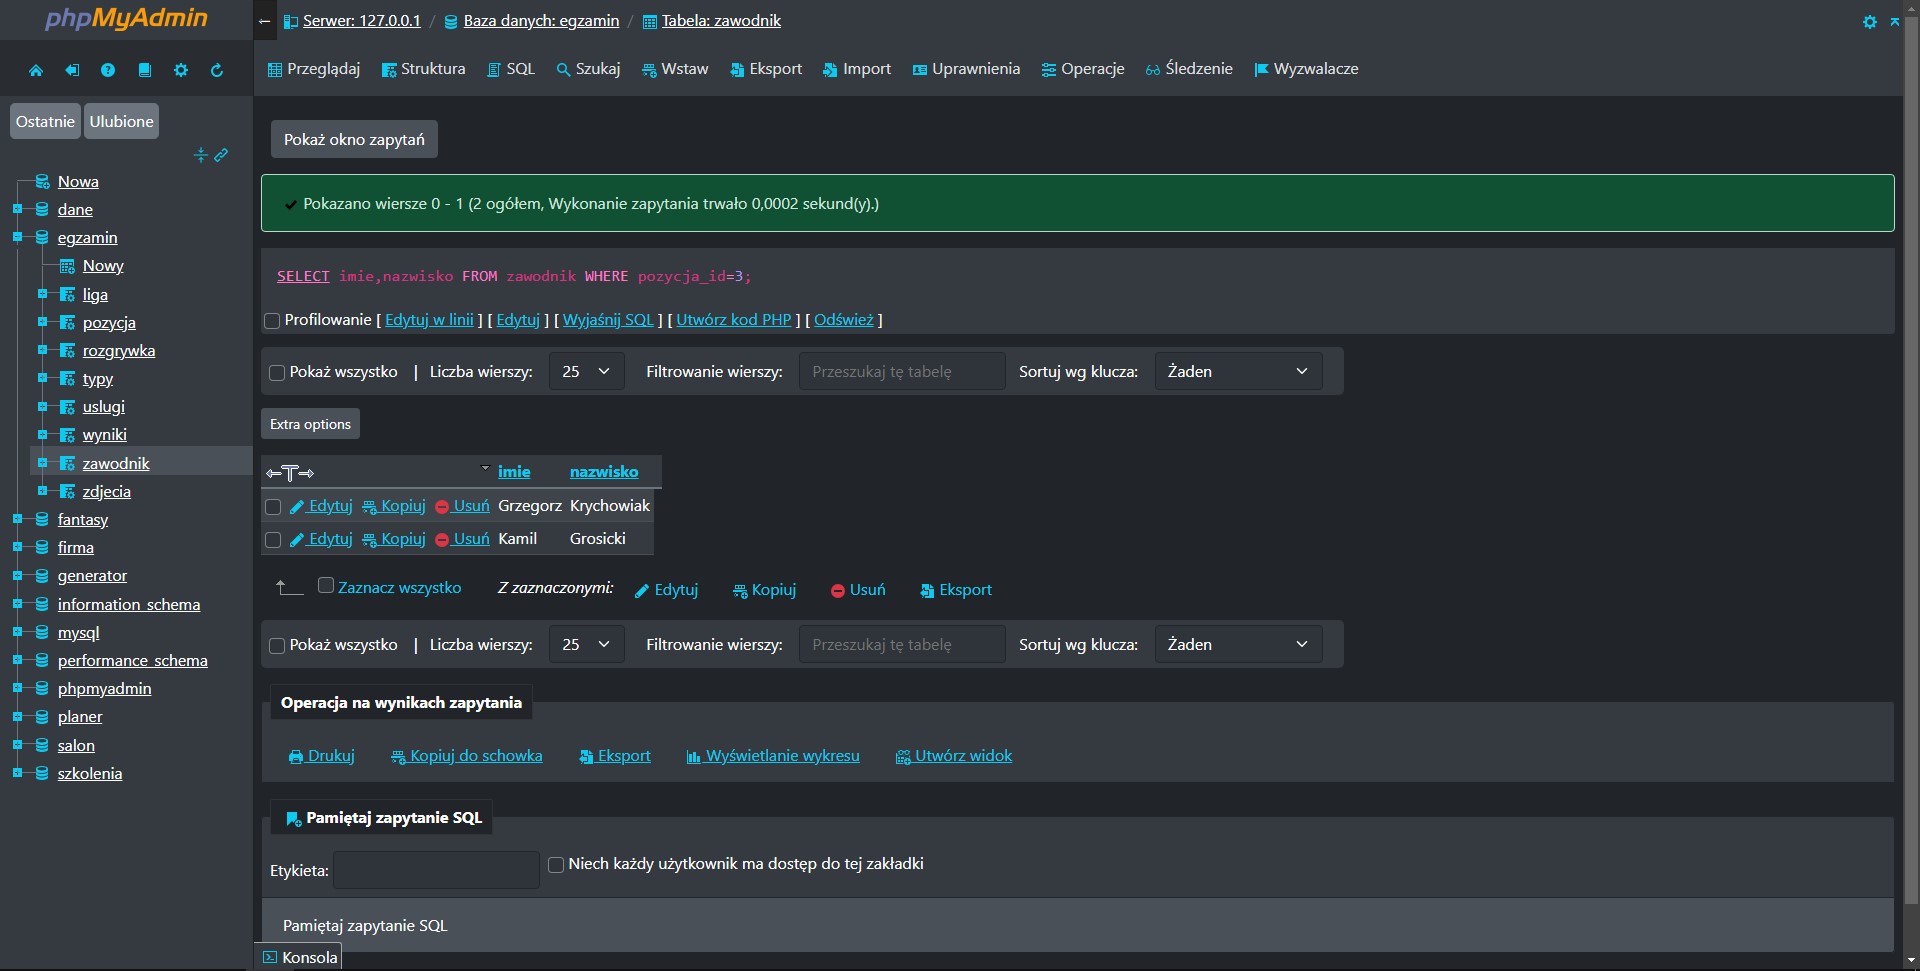 phpMyAdmin
Serwer: 127.0.0.1 / Baza danych: egzamin / Tabela: zawodnik
Przeglądaj Struktura SQL Szukaj Wstaw Eksport Import Uprawnienia Operacje Śledzenie Wyzwalacze
Ostatnie Ulubione
Nowa
dane
egzamin
Nowy
liga
pozycja
rozgrywka
typy
uslugi
wyniki
zawodnik
zdjecia
fantasy
firma
generator
information_schema
mysql
performance_schema
phpmyadmin
planer
salon
szkolenia
Pokaż okno zapytań
Pokazano wiersze 0 - 1 (2 ogółem, Wykonanie zapytania trwało 0,0002 sekund(y).)
SELECT imie,nazwisko FROM zawodnik WHERE pozycja_id=3;
Profilowanie [ Edytuj w linii ] [ Edytuj ] [ Wyjaśnij SQL ] [ Utwórz kod PHP ] [ Odśwież ]
Pokaż wszystko | Liczba wierszy: 25 Filtrowanie wierszy: Przeszukaj tę tabelę Sortuj wg klucza: Żaden
Extra options
imie nazwisko
Edytuj Kopiuj Usuń Grzegorz Krychowiak
Edytuj Kopiuj Usuń Kamil Grosicki
Zaznacz wszystko Z zaznaczonymi: Edytuj Kopiuj Usuń Eksport
Pokaż wszystko | Liczba wierszy: 25 Filtrowanie wierszy: Przeszukaj tę tabelę Sortuj wg klucza: Żaden
Operacja na wynikach zapytania
Drukuj Kopiuj do schowka Eksport Wyświetlanie wykresu Utwórz widok
Pamiętaj zapytanie SQL
Etykieta: Niech każdy użytkownik ma dostęp do tej zakładki
Pamiętaj zapytanie SQL
Konsola